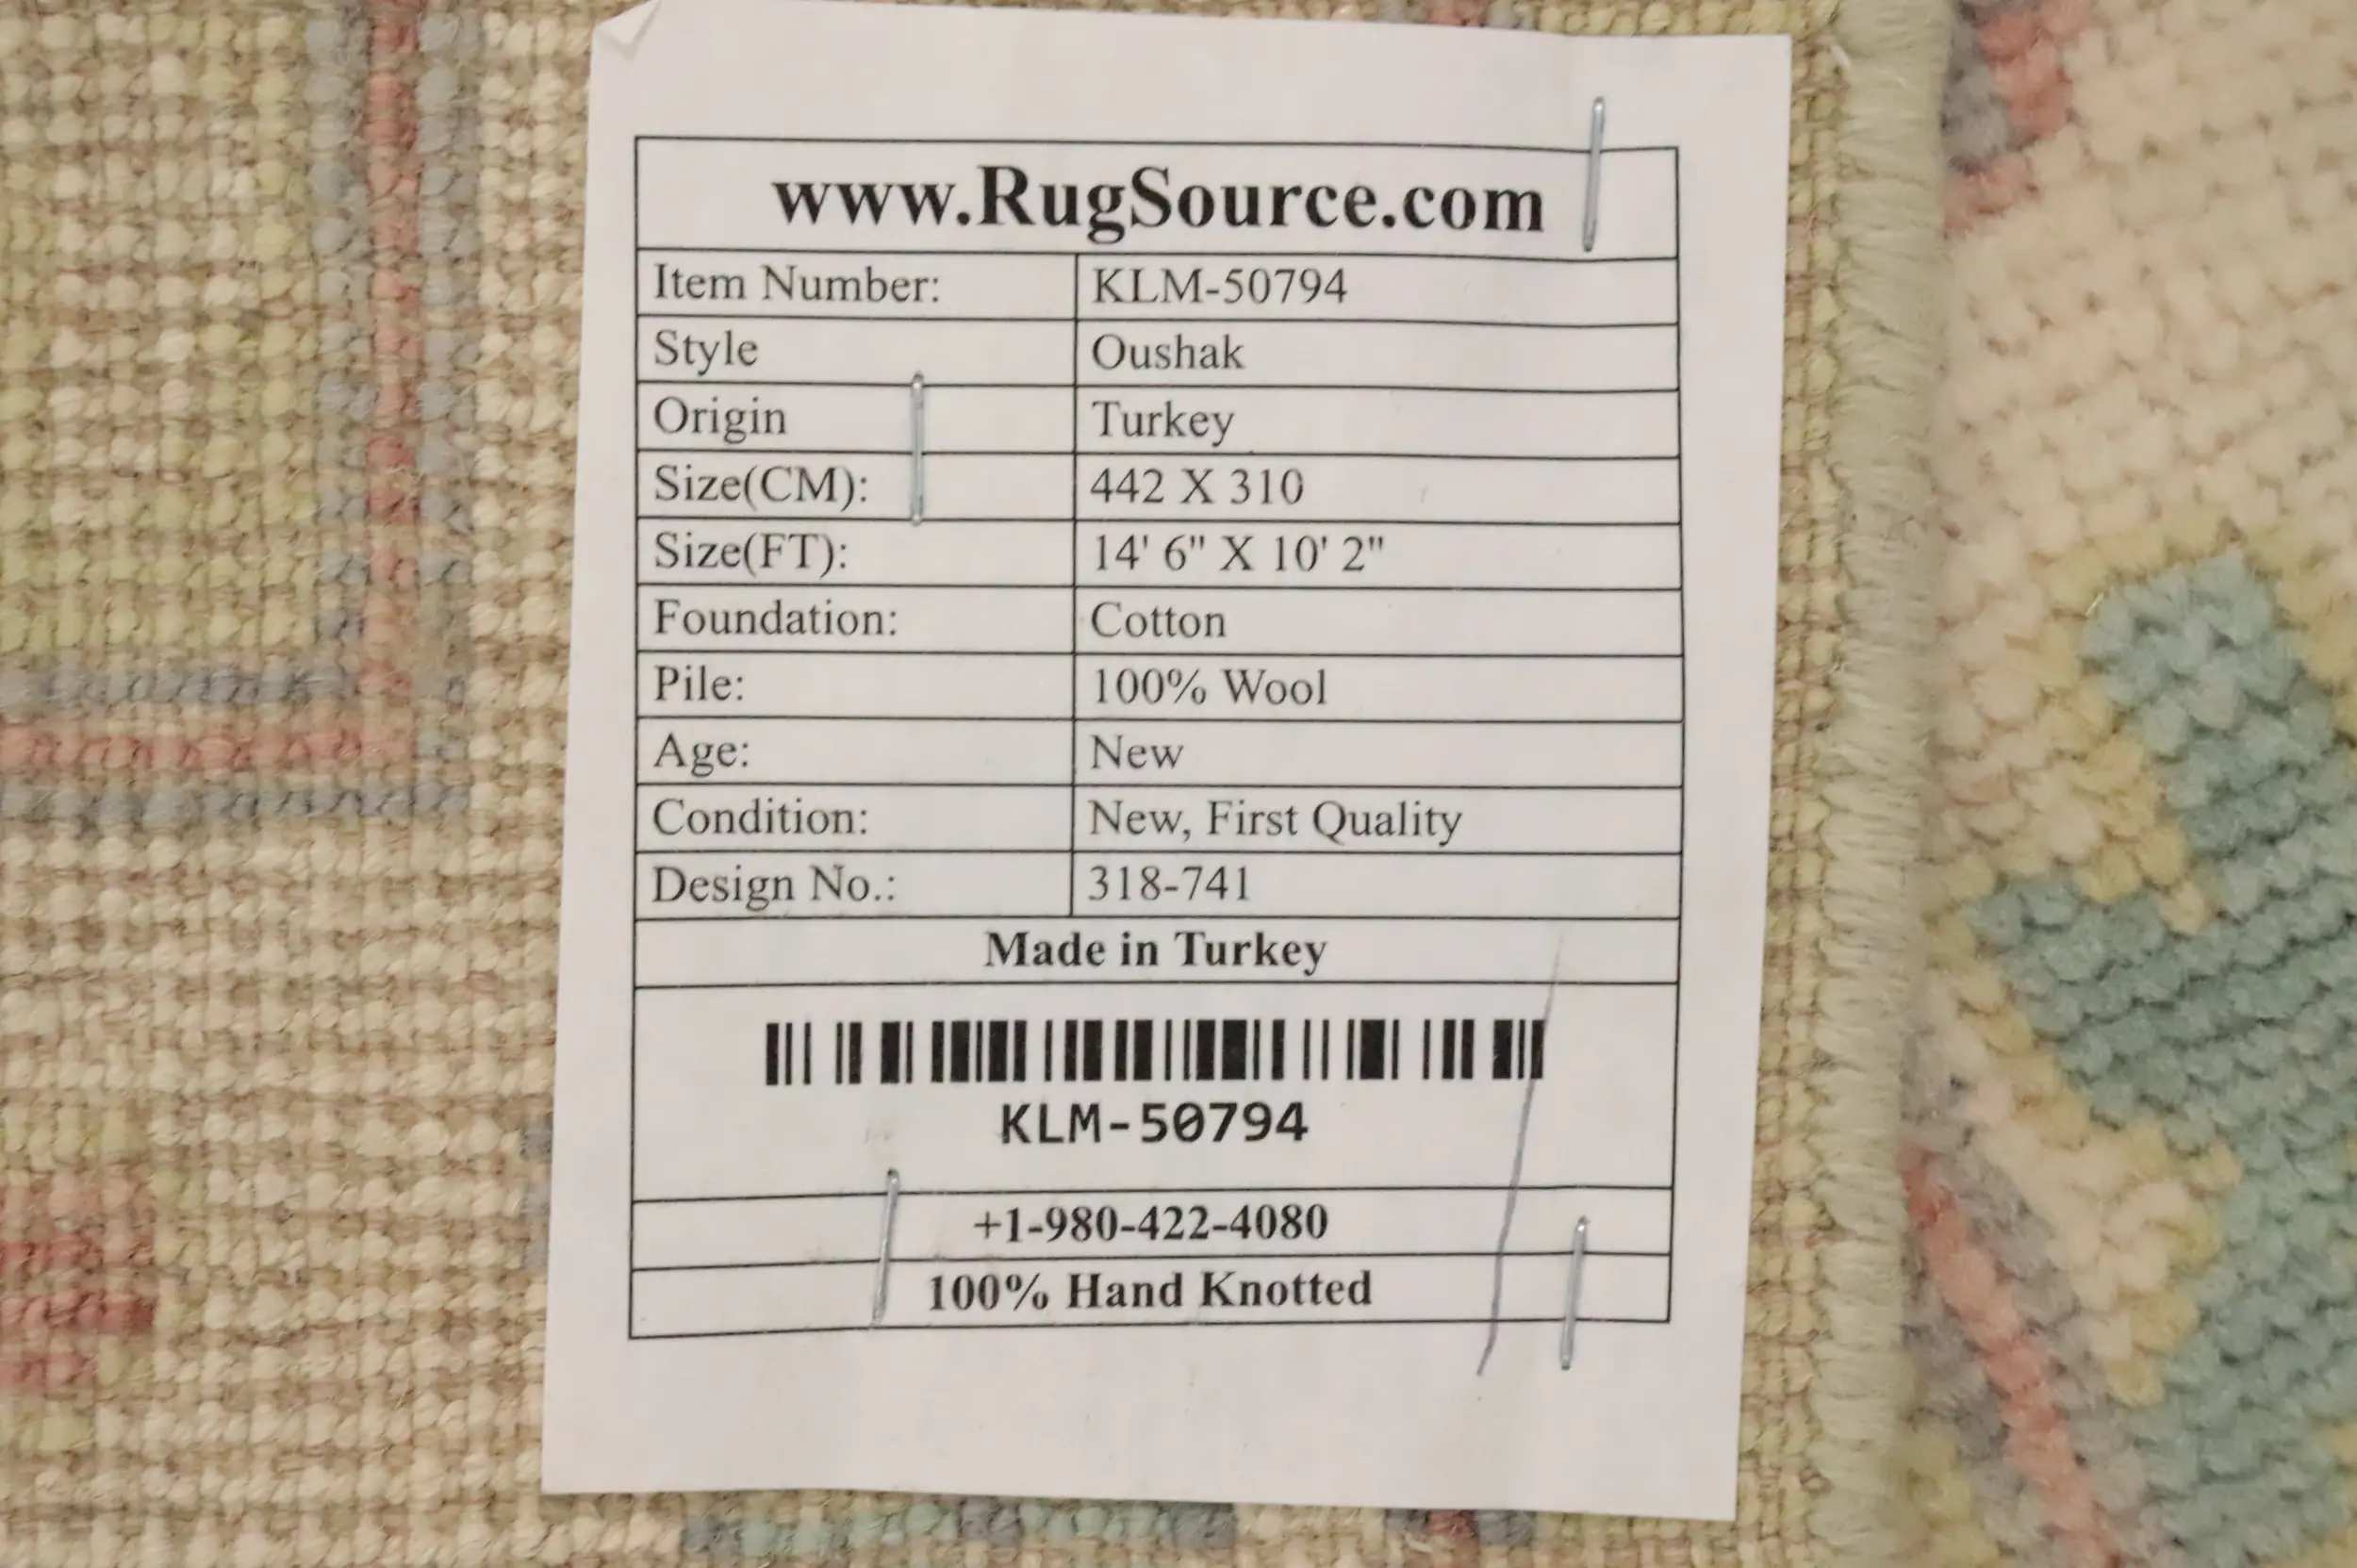 www.RugSource.com
Item Number: KLM-50794
Style Oushak
Origin Turkey
Size(CM): 442 X 310
Size(FT): 14' 6" X 10' 2"
Foundation: Cotton
Pile: 100% Wool
Age: New
Condition: New, First Quality
Design No.: 318-741
Made in Turkey
KLM-50794
+1-980-422-4080
100% Hand Knotted